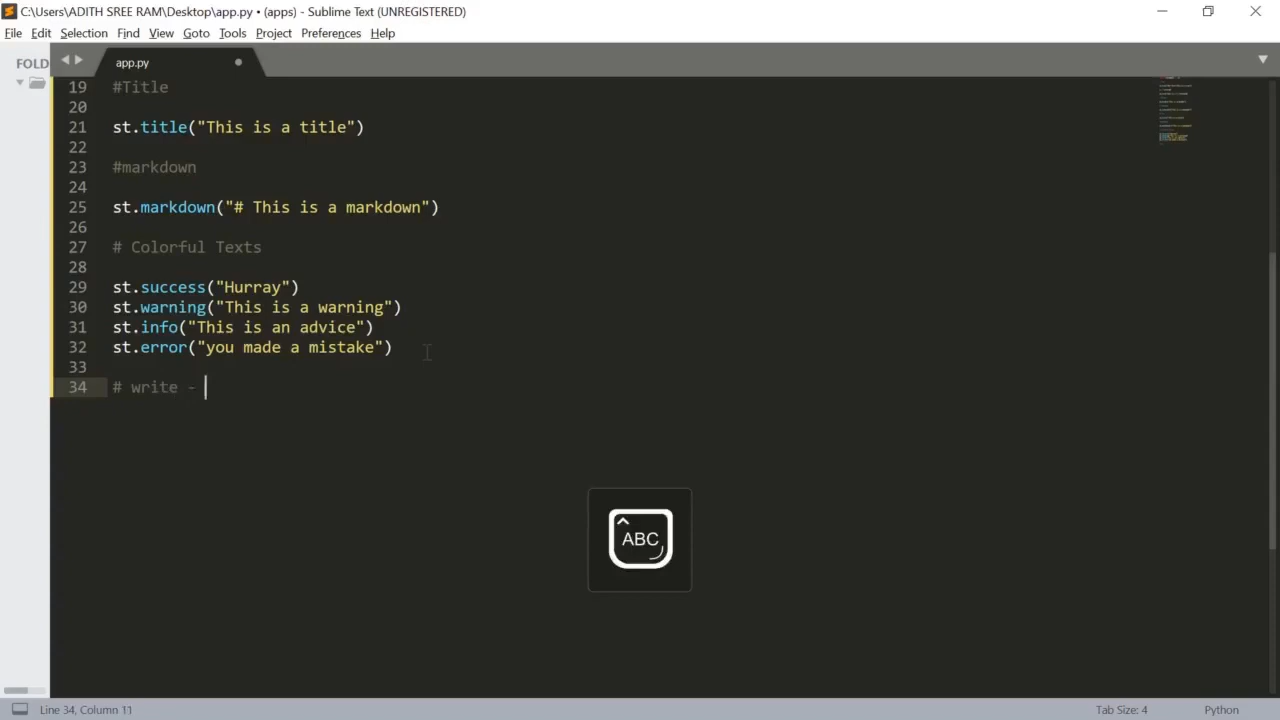 C:\Users\ADITH SREE RAM\Desktop\app.py • (apps) - Sublime Text (UNREGISTERED)
File Edit Selection Find View Goto Tools Project Preferences Help
FOLD
app.py
19 #Title
20
21 st.title("This is a title")
22
23 #markdown
24
25 st.markdown("# This is a markdown")
26
27 # Colorful Texts
28
29 st.success("Hurray")
30 st.warning("This is a warning")
31 st.info("This is an advice")
32 st.error("you made a mistake")
33
34 # write -
ABC
Line 34, Column 11
Tab Size: 4
Python